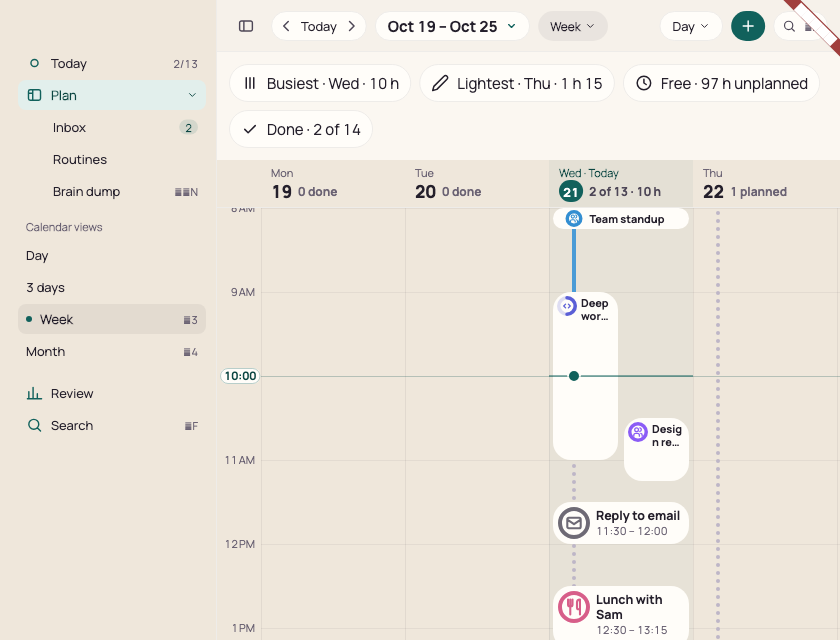 Today
2/13
Plan
Inbox
2
Routines
Brain dump
N
Calendar views
Day
3 days
Week
3
Month
4
Review
Search
F
Today
Oct 19 – Oct 25
Week
Day
Busiest · Wed · 10 h
Lightest · Thu · 1 h 15
Free · 97 h unplanned
Done · 2 of 14
Mon
19 0 done
Tue
20 0 done
Wed · Today
21 2 of 13 · 10 h
Thu
22 1 planned
8AM
Team standup
9AM
Deep
wor…
10:00
Desig
n re…
11AM
Reply to email
11:30 – 12:00
12PM
Lunch with
Sam
12:30 – 13:15
1PM